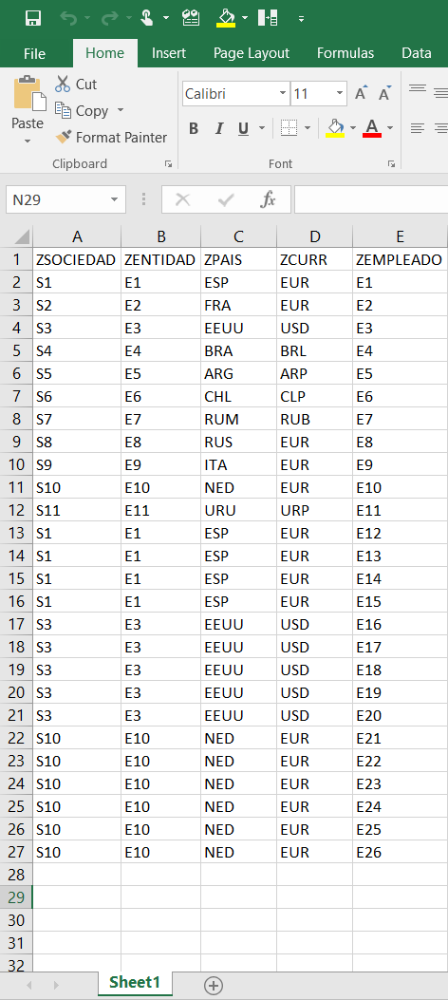 File Home Insert Page Layout Formulas Data
Cut
Copy
Format Painter
Paste
Clipboard
Calibri 11 A A
B I U A
Font
N29 fx
A B C D E
1 ZSOCIEDAD ZENTIDAD ZPAIS ZCURR ZEMPLEADO
2 S1 E1 ESP EUR E1
3 S2 E2 FRA EUR E2
4 S3 E3 EEUU USD E3
5 S4 E4 BRA BRL E4
6 S5 E5 ARG ARP E5
7 S6 E6 CHL CLP E6
8 S7 E7 RUM RUB E7
9 S8 E8 RUS EUR E8
10 S9 E9 ITA EUR E9
11 S10 E10 NED EUR E10
12 S11 E11 URU URP E11
13 S1 E1 ESP EUR E12
14 S1 E1 ESP EUR E13
15 S1 E1 ESP EUR E14
16 S1 E1 ESP EUR E15
17 S3 E3 EEUU USD E16
18 S3 E3 EEUU USD E17
19 S3 E3 EEUU USD E18
20 S3 E3 EEUU USD E19
21 S3 E3 EEUU USD E20
22 S10 E10 NED EUR E21
23 S10 E10 NED EUR E22
24 S10 E10 NED EUR E23
25 S10 E10 NED EUR E24
26 S10 E10 NED EUR E25
27 S10 E10 NED EUR E26
28
29
30
31
32
Sheet1